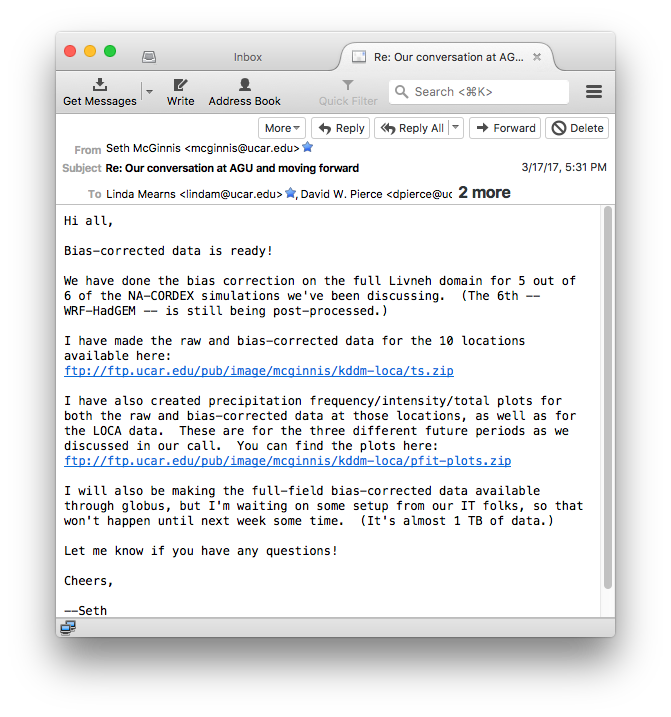 Inbox
Re: Our conversation at AGU a...
Get Messages
Write
Address Book
Quick Filter
Search <⌘K>
More
Reply
Reply All
Forward
Delete
From Seth McGinnis <mcginnis@ucar.edu>
Subject Re: Our conversation at AGU and moving forward 3/17/17, 5:31 PM
To Linda Mearns <lindam@ucar.edu>, David W. Pierce <dpierce@uc 2 more
Hi all,
Bias-corrected data is ready!
We have done the bias correction on the full Livneh domain for 5 out of
6 of the NA-CORDEX simulations we've been discussing.  (The 6th --
WRF-HadGEM -- is still being post-processed.)
I have made the raw and bias-corrected data for the 10 locations
available here:
ftp://ftp.ucar.edu/pub/image/mcginnis/kddm-loca/ts.zip
I have also created precipitation frequency/intensity/total plots for
both the raw and bias-corrected data at those locations, as well as for
the LOCA data.  These are for the three different future periods as we
discussed in our call.  You can find the plots here:
ftp://ftp.ucar.edu/pub/image/mcginnis/kddm-loca/pfit-plots.zip
I will also be making the full-field bias-corrected data available
through globus, but I'm waiting on some setup from our IT folks, so that
won't happen until next week some time.  (It's almost 1 TB of data.)
Let me know if you have any questions!
Cheers,
--Seth